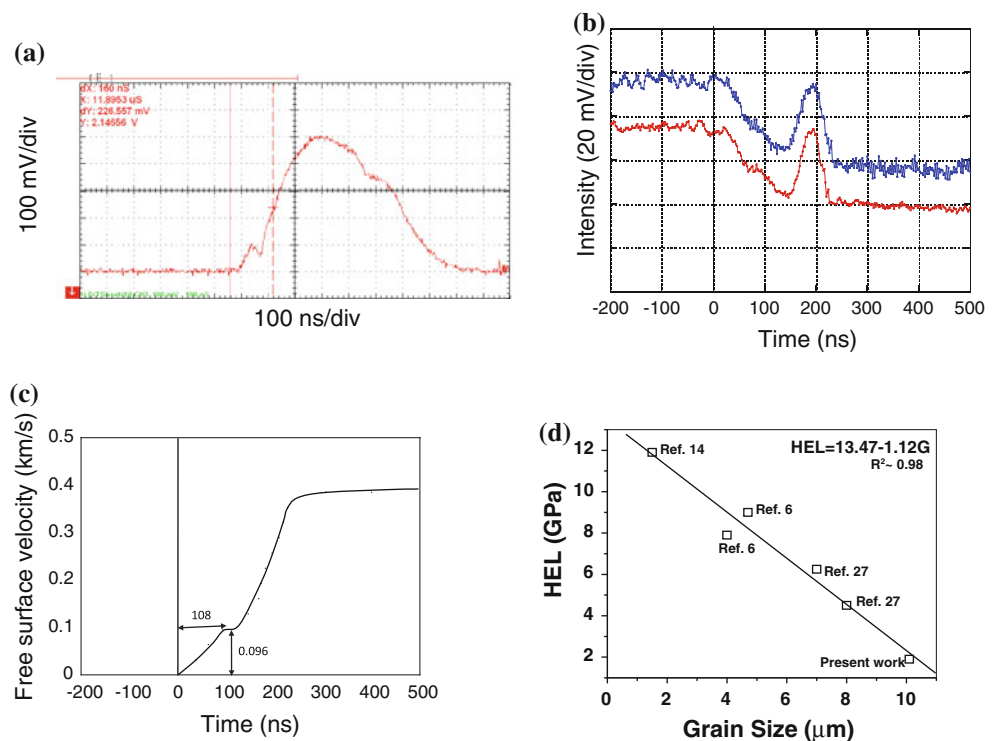 (a)
dX: 160 nS
X: 11.8953 uS
dY: 226.557 mV
Y: 2.14656 V
100 mV/div
100 ns/div
(b)
Intensity (20 mV/div)
-200 -100 0 100 200 300 400 500
Time (ns)
(c)
Free surface velocity (km/s)
0.5
0.4
0.3
0.2
0.1
0
108
0.096
-200 -100 0 100 200 300 400 500
Time (ns)
(d)
HEL (GPa)
12
10
8
6
4
2
HEL=13.47-1.12G
R²~ 0.98
Ref. 14
Ref. 6
Ref. 6
Ref. 27
Ref. 27
Present work
0 2 4 6 8 10
Grain Size (μm)